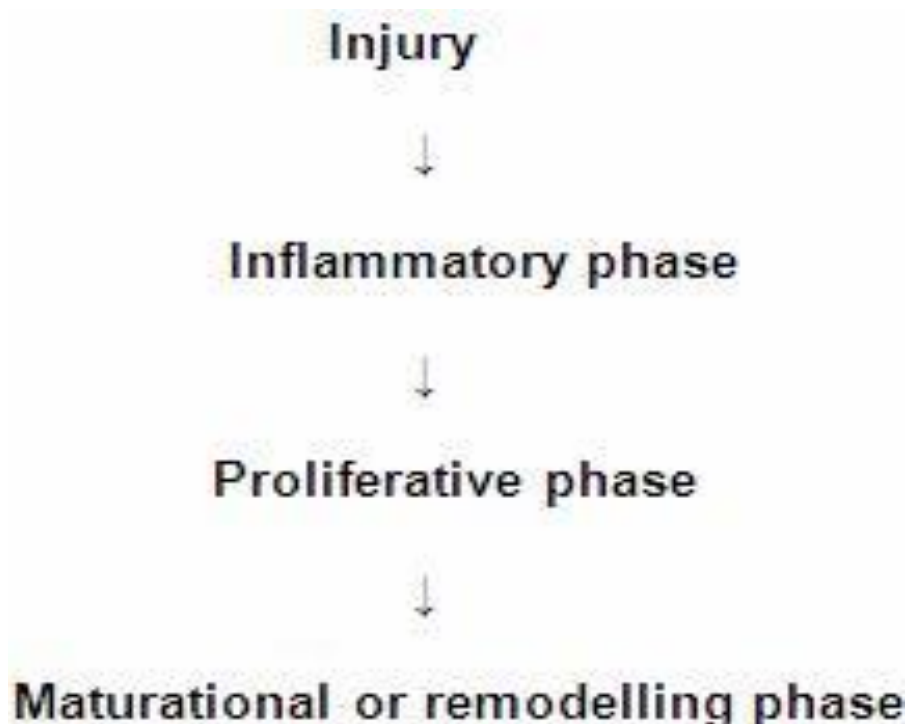 Injury
↓
Inflammatory phase
↓
Proliferative phase
↓
Maturational or remodelling phase